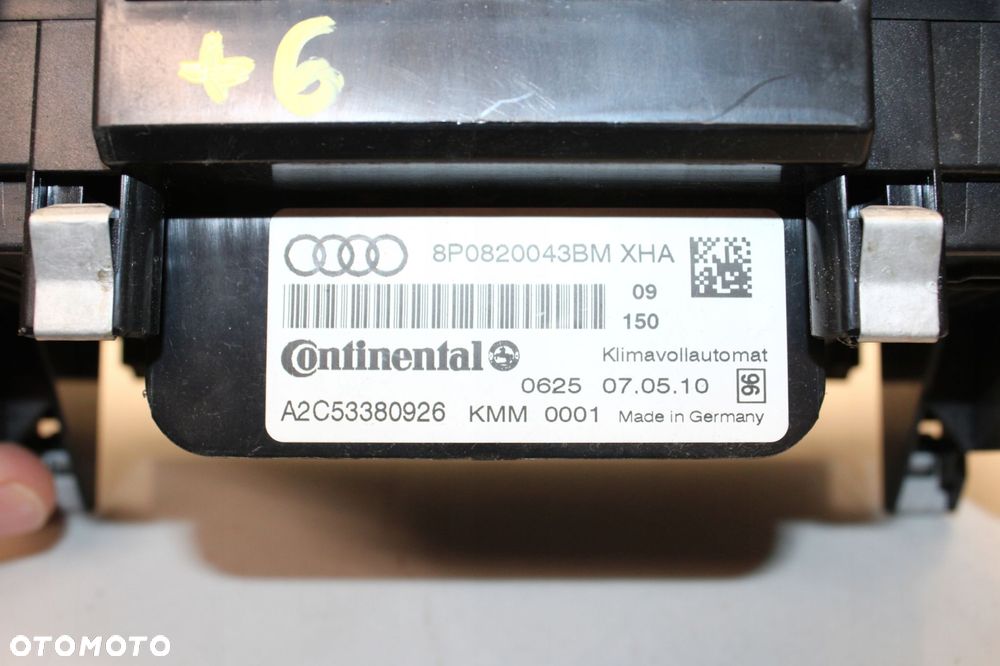 +6
8P0820043BM XHA
09
150
Continental
Klimavollautomat
0625 07.05.10 96
A2C53380926 KMM 0001 Made in Germany
OTOMOTO